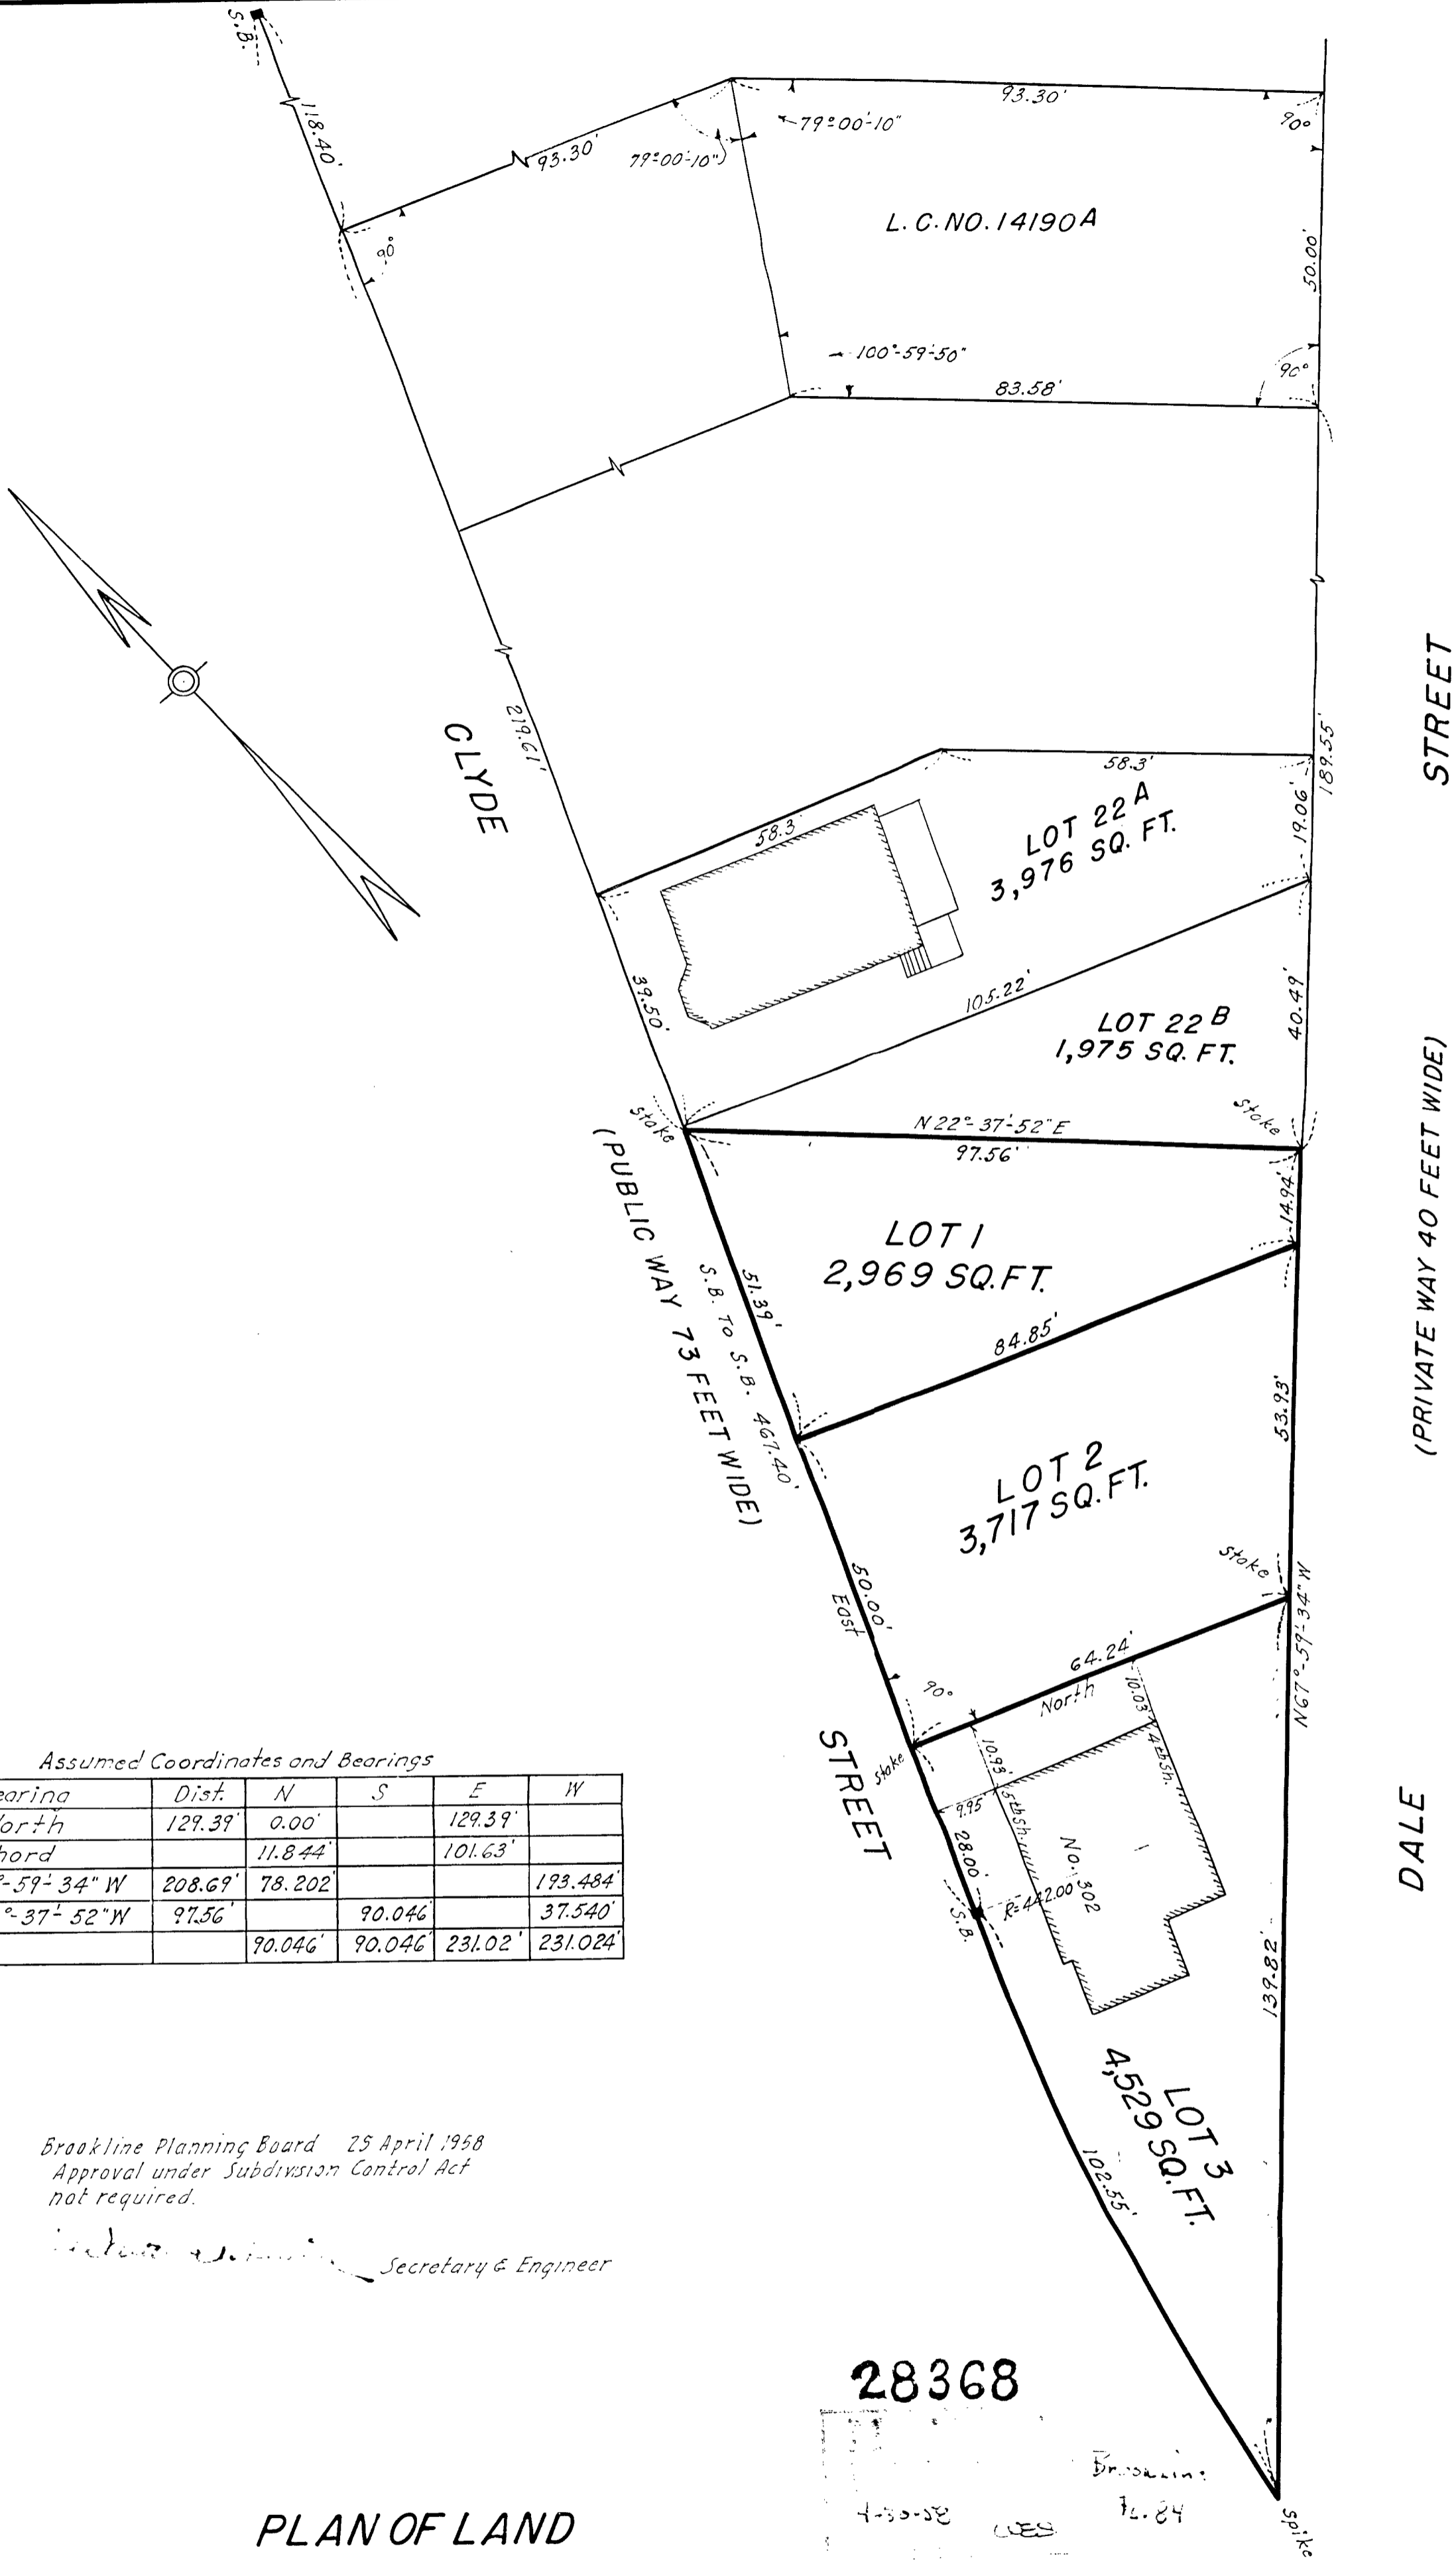 S.B.
118.40'
93.30'
79°00'-10"
79°00'-10"
93.30'
90°
90°
L.C.NO.14190A
50.00'
100°-59'-50"
90°
83.58'
219.61'
GLYDE
STREET
189.55'
58.3'
58.3'
LOT 22A
3,976 SQ. FT.
19.06'
39.50'
105.22'
LOT 22B
1,975 SQ. FT.
40.49'
stake
stake
N22°-37'-52"E
97.56'
(PUBLIC WAY 73 FEET WIDE)
(PRIVATE WAY 40 FEET WIDE)
LOT 1
2,969 SQ.FT.
14.94'
51.39'
S.B. TO S.B. 467.40'
84.85'
53.93'
LOT 2
3,717 SQ.FT.
stake
50.00'
East
64.24'
North
90°
N67°-59'-34"W
10.03'
10.93'
stake
STREET
9.95'
28.00'
R=442.00'
S.B.
No. 302
139.82'
DALE
LOT 3
4,529 SQ.FT.
102.55'
Spike
Assumed Coordinates and Bearings
Dist. N S E W
129.39' 0.00' 129.39'
11.844' 101.63'
°-59'-34"W 208.69' 78.202' 193.484'
°-37'-52"W 97.56' 90.046' 37.540'
90.046' 90.046' 231.02' 231.024'
Brookline Planning Board 25 April 1958
Approval under Subdivision Control Act
not required.
Secretary & Engineer
28368
PLAN OF LAND